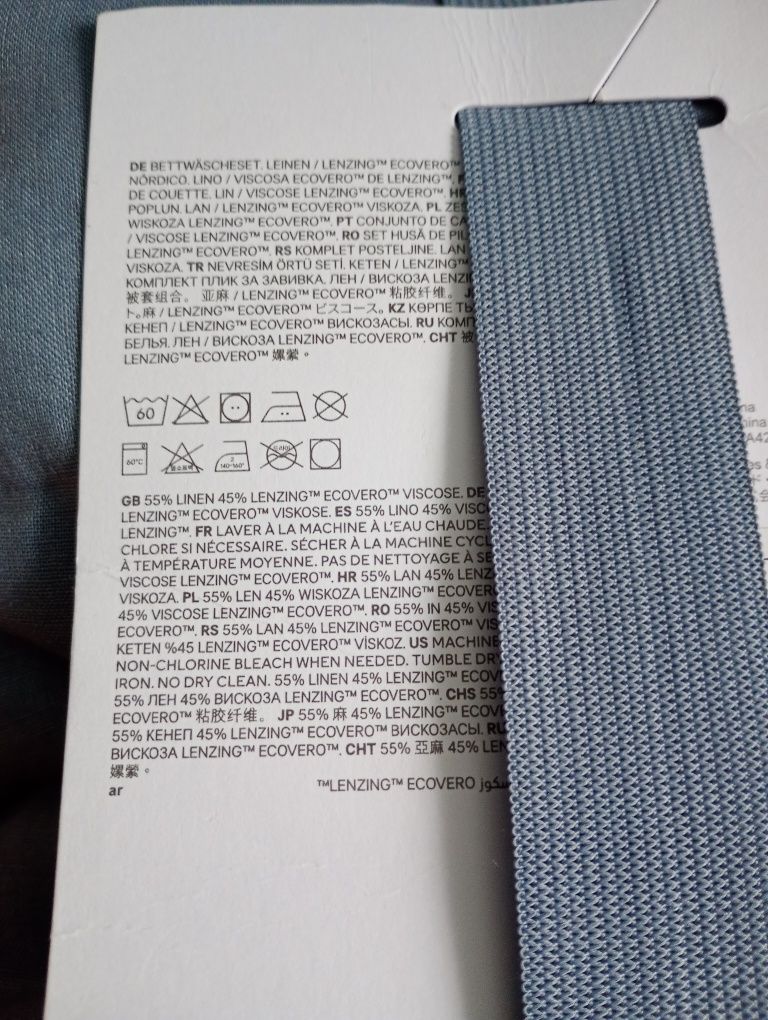 DE BETTWÄSCHESET. LEINEN / LENZING™ ECOVERO™
NÓRDICO. LINO / VISCOSA ECOVERO™ DE LENZING™.
DE COUETTE. LIN / VISCOSE LENZING™ ECOVERO™. HR
POPLUN. LAN / LENZING™ ECOVERO™ VISKOZA. PL
WISKOZA LENZING™ ECOVERO™. PT CONJUNTO DE
/ VISCOSE LENZING™ ECOVERO™. RO SET HUSĂ DE
LENZING™ ECOVERO™. RS KOMPLET POSTELJINE. LAN
VISKOZA. TR NEVRESİM ÖRTÜ SETİ. KETEN / LENZING™
КОМПЛЕКТ ПЛИК ЗА ЗАВИВКА. ЛЕН / ВИСКОЗА
被套组合。 亚麻 / LENZING™ ECOVERO™ 粘胶纤维。
ト。麻 / LENZING™ ECOVERO™ ビスコース。 KZ КӨРПЕ
КЕНЕП / LENZING™ ECOVERO™ ВИСКОЗАСЫ. RU
БЕЛЬЯ. ЛЕН / ВИСКОЗА LENZING™ ECOVERO™. CHT 被
LENZING™ ECOVERO™ 嫘縈。
60
60°C 2 140-160°
GB 55% LINEN 45% LENZING™ ECOVERO™ VISCOSE. DE
LENZING™ ECOVERO™ VISKOSE. ES 55% LINO 45%
LENZING™. FR LAVER À LA MACHINE À L'EAU CHAUDE.
CHLORE SI NÉCESSAIRE. SÉCHER À LA MACHINE
À TEMPÉRATURE MOYENNE. PAS DE NETTOYAGE À
VISCOSE LENZING™ ECOVERO™. HR 55% LAN 45%
VISKOZA. PL 55% LEN 45% WISKOZA LENZING™
45% VISCOSE LENZING™ ECOVERO™. RO 55% IN 45%
ECOVERO™. RS 55% LAN 45% LENZING™ ECOVERO™
KETEN %45 LENZING™ ECOVERO™ VİSKOZ. US MACHINE
NON-CHLORINE BLEACH WHEN NEEDED. TUMBLE
IRON. NO DRY CLEAN. 55% LINEN 45% LENZING™
55% ЛЕН 45% ВИСКОЗА LENZING™ ECOVERO™. CHS 55%
ECOVERO™ 粘胶纤维。 JP 55% 麻 45% LENZING™
55% КЕНЕП 45% LENZING™ ECOVERO™ ВИСКОЗАСЫ.
ВИСКОЗА LENZING™ ECOVERO™. CHT 55% 亞麻 45%
嫘縈。
ar LENZING™ ECOVERO™